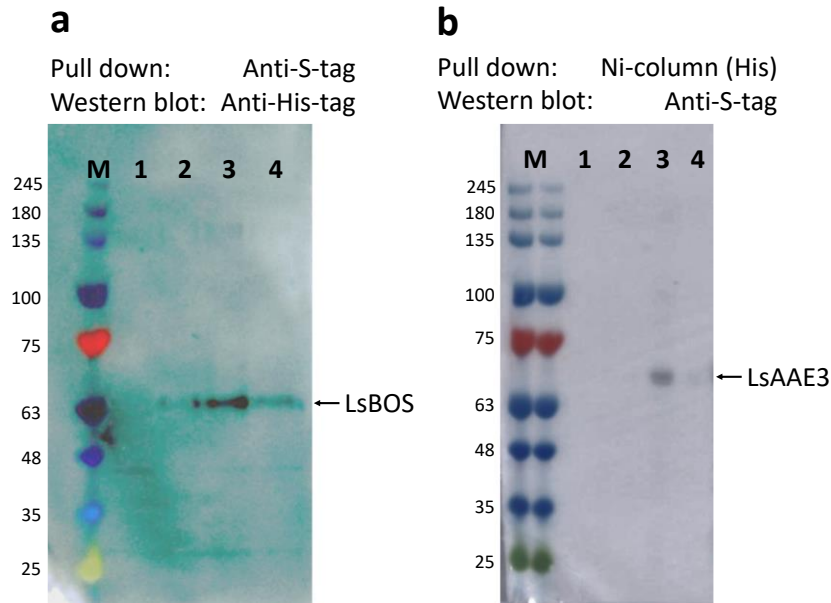 a
Pull down: Anti-S-tag
Western blot: Anti-His-tag
M 1 2 3 4
245
180
135
100
75
63
48
35
25
LsBOS
b
Pull down: Ni-column (His)
Western blot: Anti-S-tag
M 1 2 3 4
245
180
135
100
75
63
48
35
25
LsAAE3